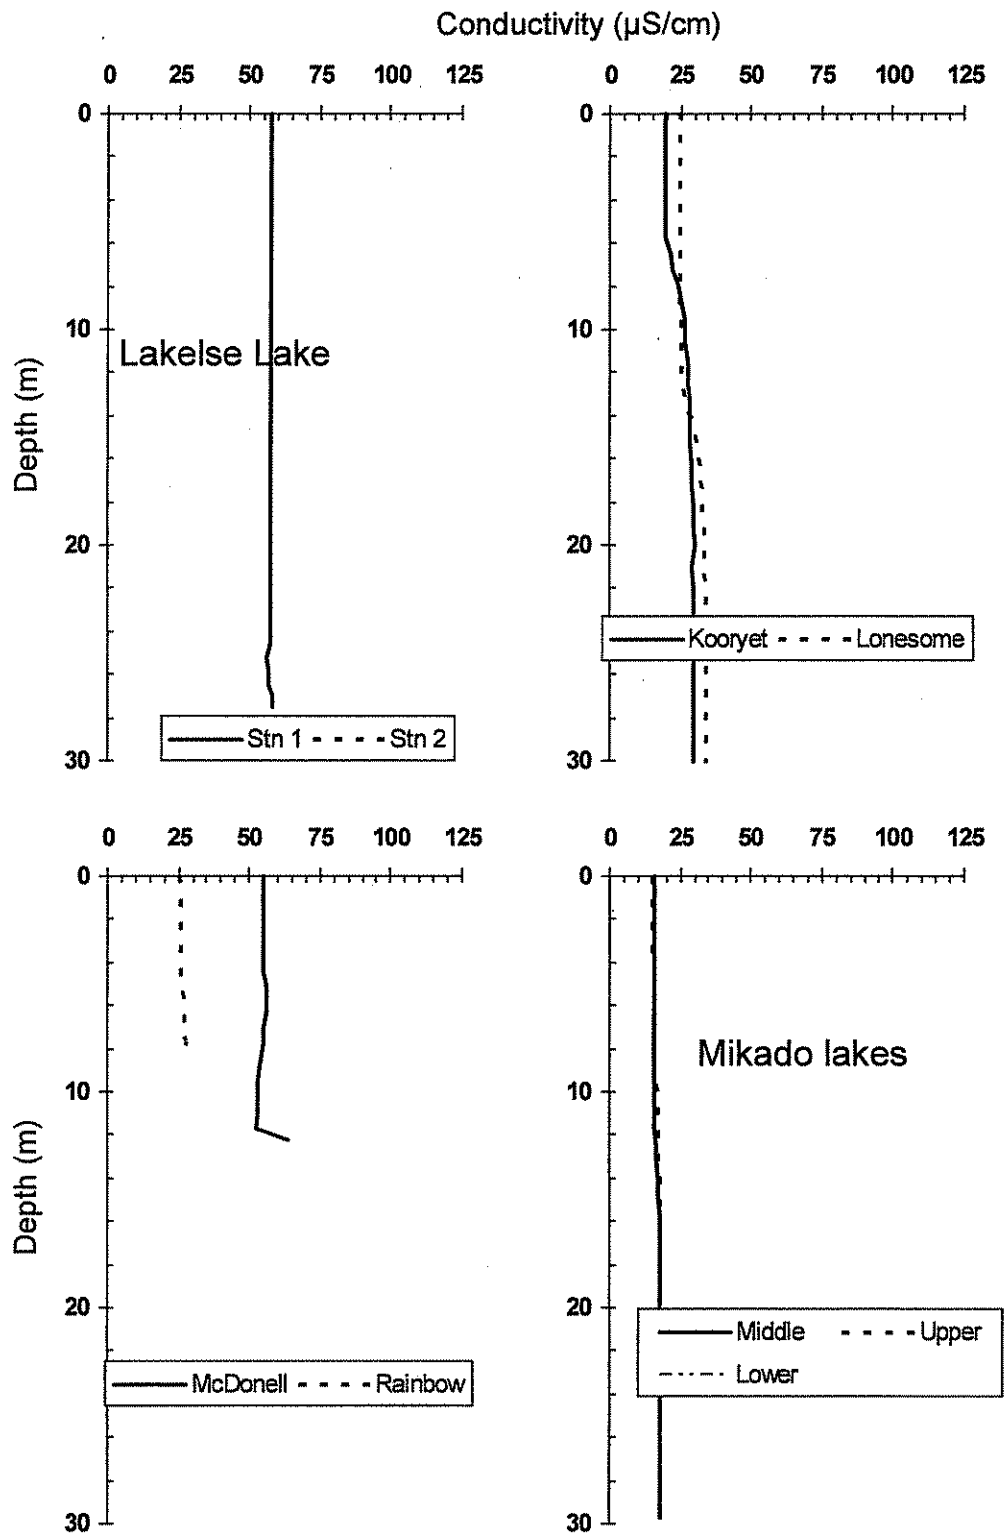 Conductivity (µS/cm)
0 25 50 75 100 125
0 25 50 75 100 125
0
10
20
30
Depth (m)
Lakelse Lake
Stn 1 Stn 2
0
10
20
30
Kooryet Lonesome
0 25 50 75 100 125
0 25 50 75 100 125
0
10
20
30
Depth (m)
McDonell Rainbow
0
10
20
30
Mikado lakes
Middle Upper
Lower